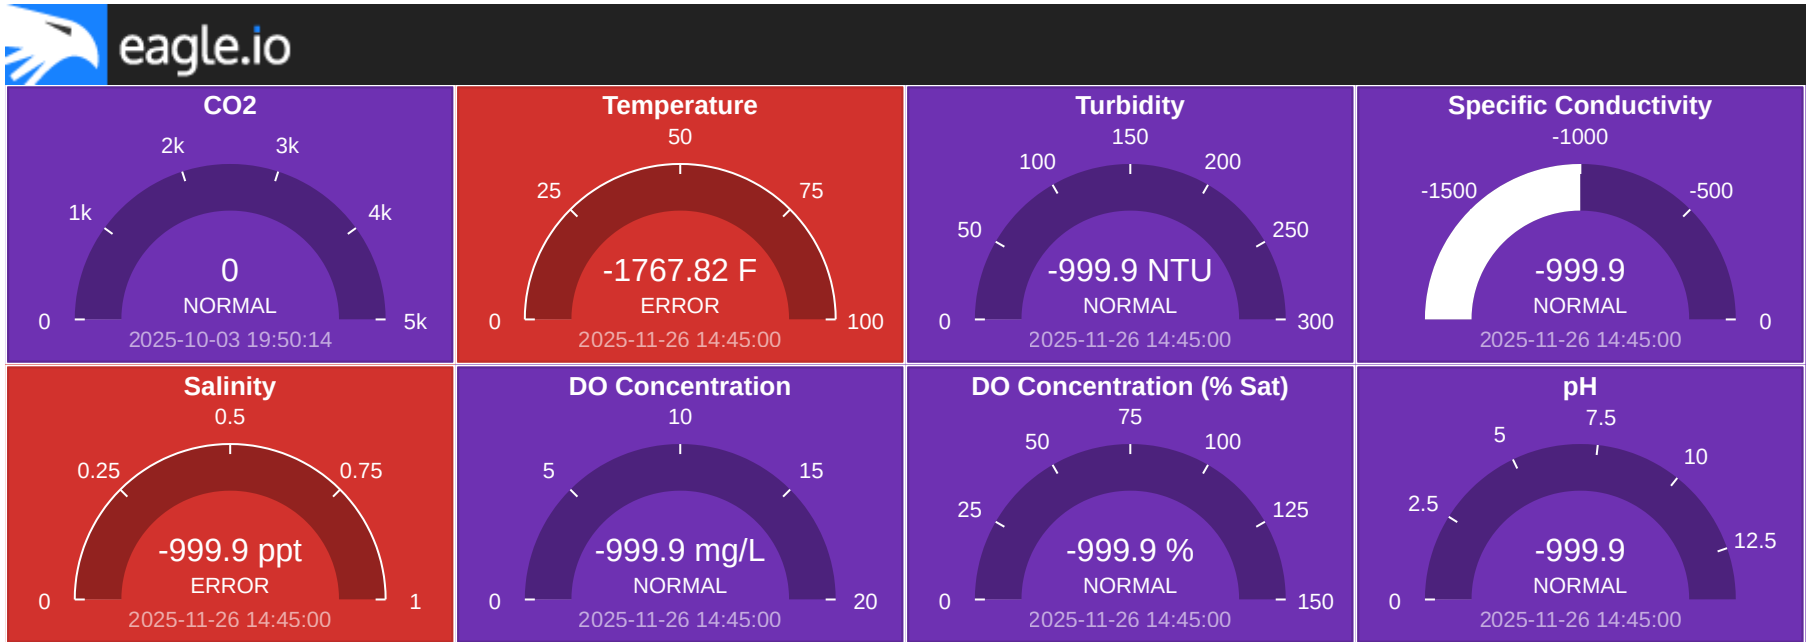 eagle.io
CO2
0
1k
2k
3k
4k
5k
0
NORMAL
2025-10-03 19:50:14
Temperature
0
25
50
75
100
-1767.82 F
ERROR
2025-11-26 14:45:00
Turbidity
0
50
100
150
200
250
300
-999.9 NTU
NORMAL
2025-11-26 14:45:00
Specific Conductivity
-1500
-1000
-500
0
-999.9
NORMAL
2025-11-26 14:45:00
Salinity
0
0.25
0.5
0.75
1
-999.9 ppt
ERROR
2025-11-26 14:45:00
DO Concentration
0
5
10
15
20
-999.9 mg/L
NORMAL
2025-11-26 14:45:00
DO Concentration (% Sat)
0
25
50
75
100
125
150
-999.9 %
NORMAL
2025-11-26 14:45:00
pH
0
2.5
5
7.5
10
12.5
-999.9
NORMAL
2025-11-26 14:45:00